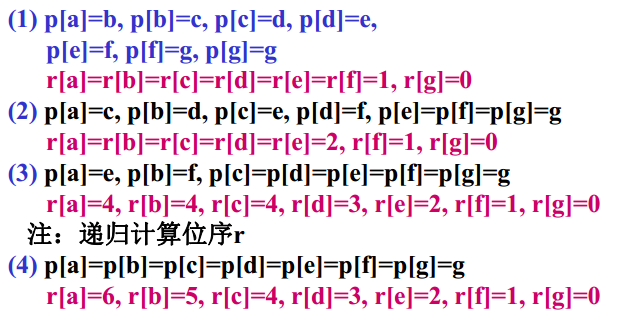 (1) p[a]=b, p[b]=c, p[c]=d, p[d]=e,
p[e]=f, p[f]=g, p[g]=g
r[a]=r[b]=r[c]=r[d]=r[e]=r[f]=1, r[g]=0
(2) p[a]=c, p[b]=d, p[c]=e, p[d]=f, p[e]=p[f]=p[g]=g
r[a]=r[b]=r[c]=r[d]=r[e]=2, r[f]=1, r[g]=0
(3) p[a]=e, p[b]=f, p[c]=p[d]=p[e]=p[f]=p[g]=g
r[a]=4, r[b]=4, r[c]=4, r[d]=3, r[e]=2, r[f]=1, r[g]=0
注：递归计算位序r
(4) p[a]=p[b]=p[c]=p[d]=p[e]=p[f]=p[g]=g
r[a]=6, r[b]=5, r[c]=4, r[d]=3, r[e]=2, r[f]=1, r[g]=0